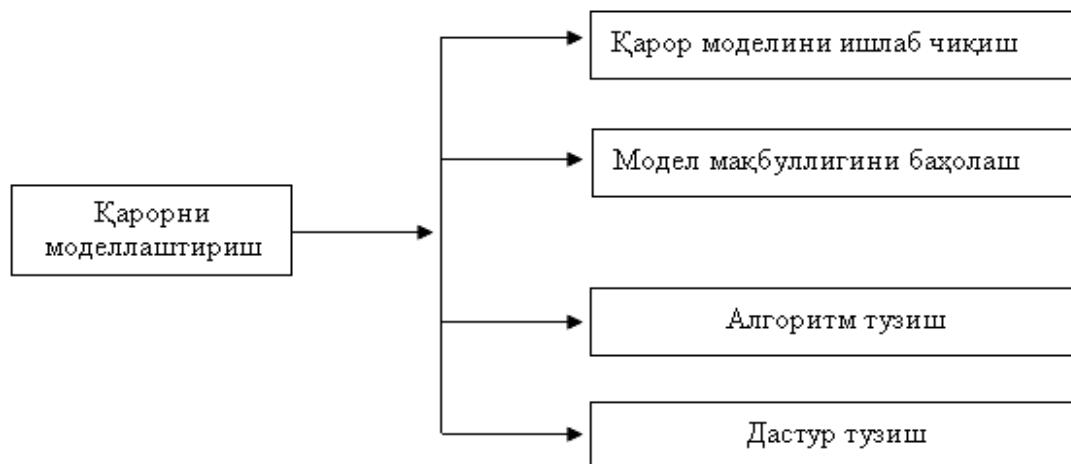 Қарор моделини ишлаб чиқиш
Модел мақбуллигини баҳолаш
Қарорни
моделлаштириш
Алгоритм тузиш
Дастур тузиш